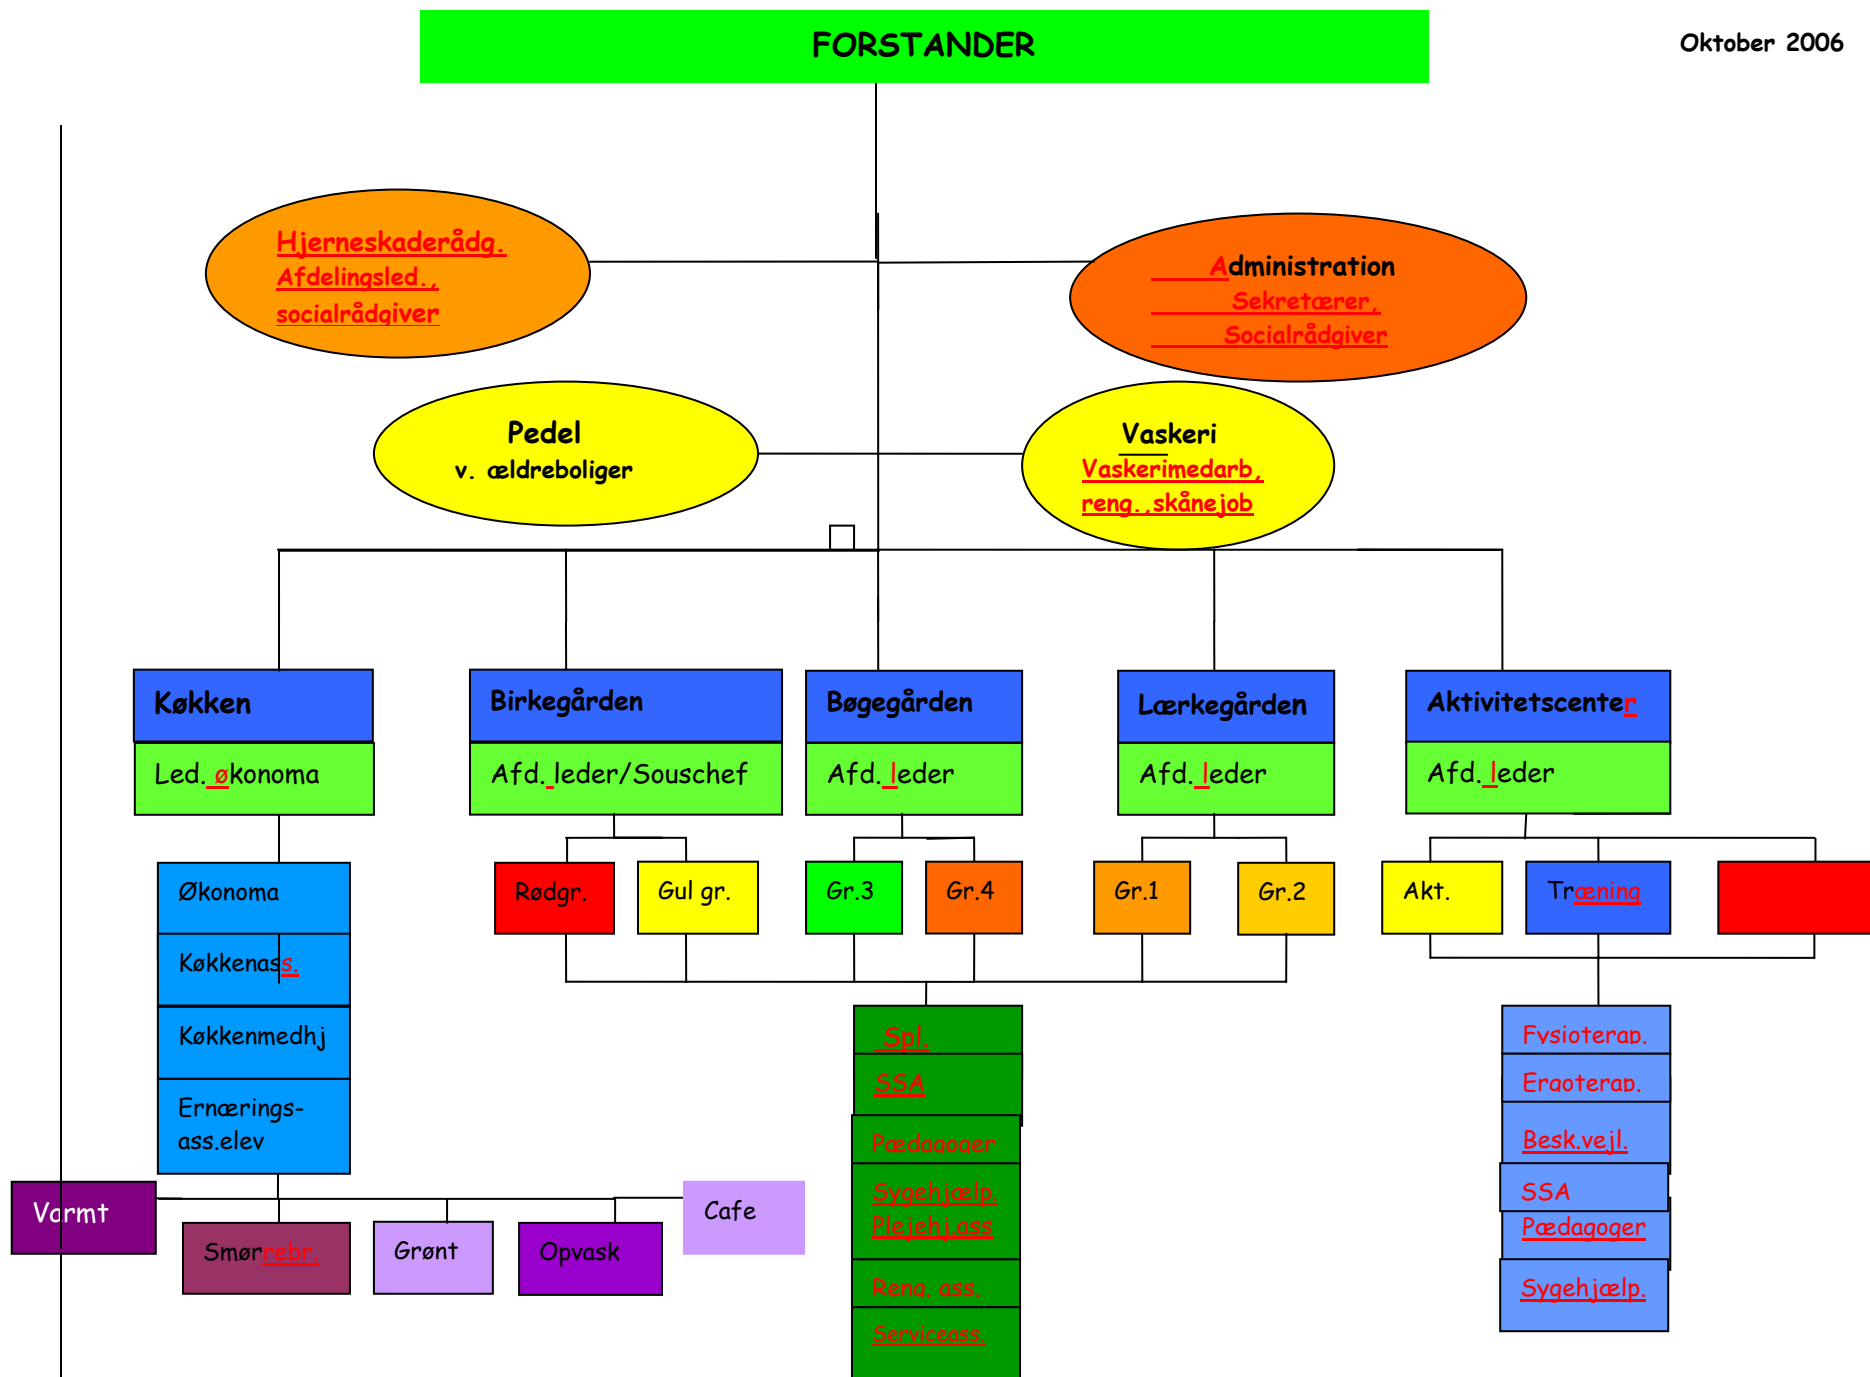 FORSTANDER
Oktober 2006
Hjerneskaderådg.
Afdelingsled.,
socialrådgiver
Administration
Sekretærer,
Socialrådgiver
Pedel
v. ældreboliger
Vaskeri
Vaskerimedarb,
reng.,skånejob
Køkken
Led. økonoma
Birkegården
Afd. leder/Souschef
Bøgegården
Afd. leder
Lærkegården
Afd. leder
Aktivitetscenter
Afd. leder
Økonoma
Køkkenass.
Køkkenmedhj
Ernærings-
ass.elev
Rødgr.
Gul gr.
Gr.3
Gr.4
Gr.1
Gr.2
Akt.
Træning
Varmt
Smørrebr.
Grønt
Opvask
Cafe
Spl.
SSA
Pædagoger
Sygehjælp.
Plejehj.ass
Reng. ass.
Serviceass.
Fysioterap.
Ergoterap.
Besk.vejl.
SSA
Pædagoger
Sygehjælp.